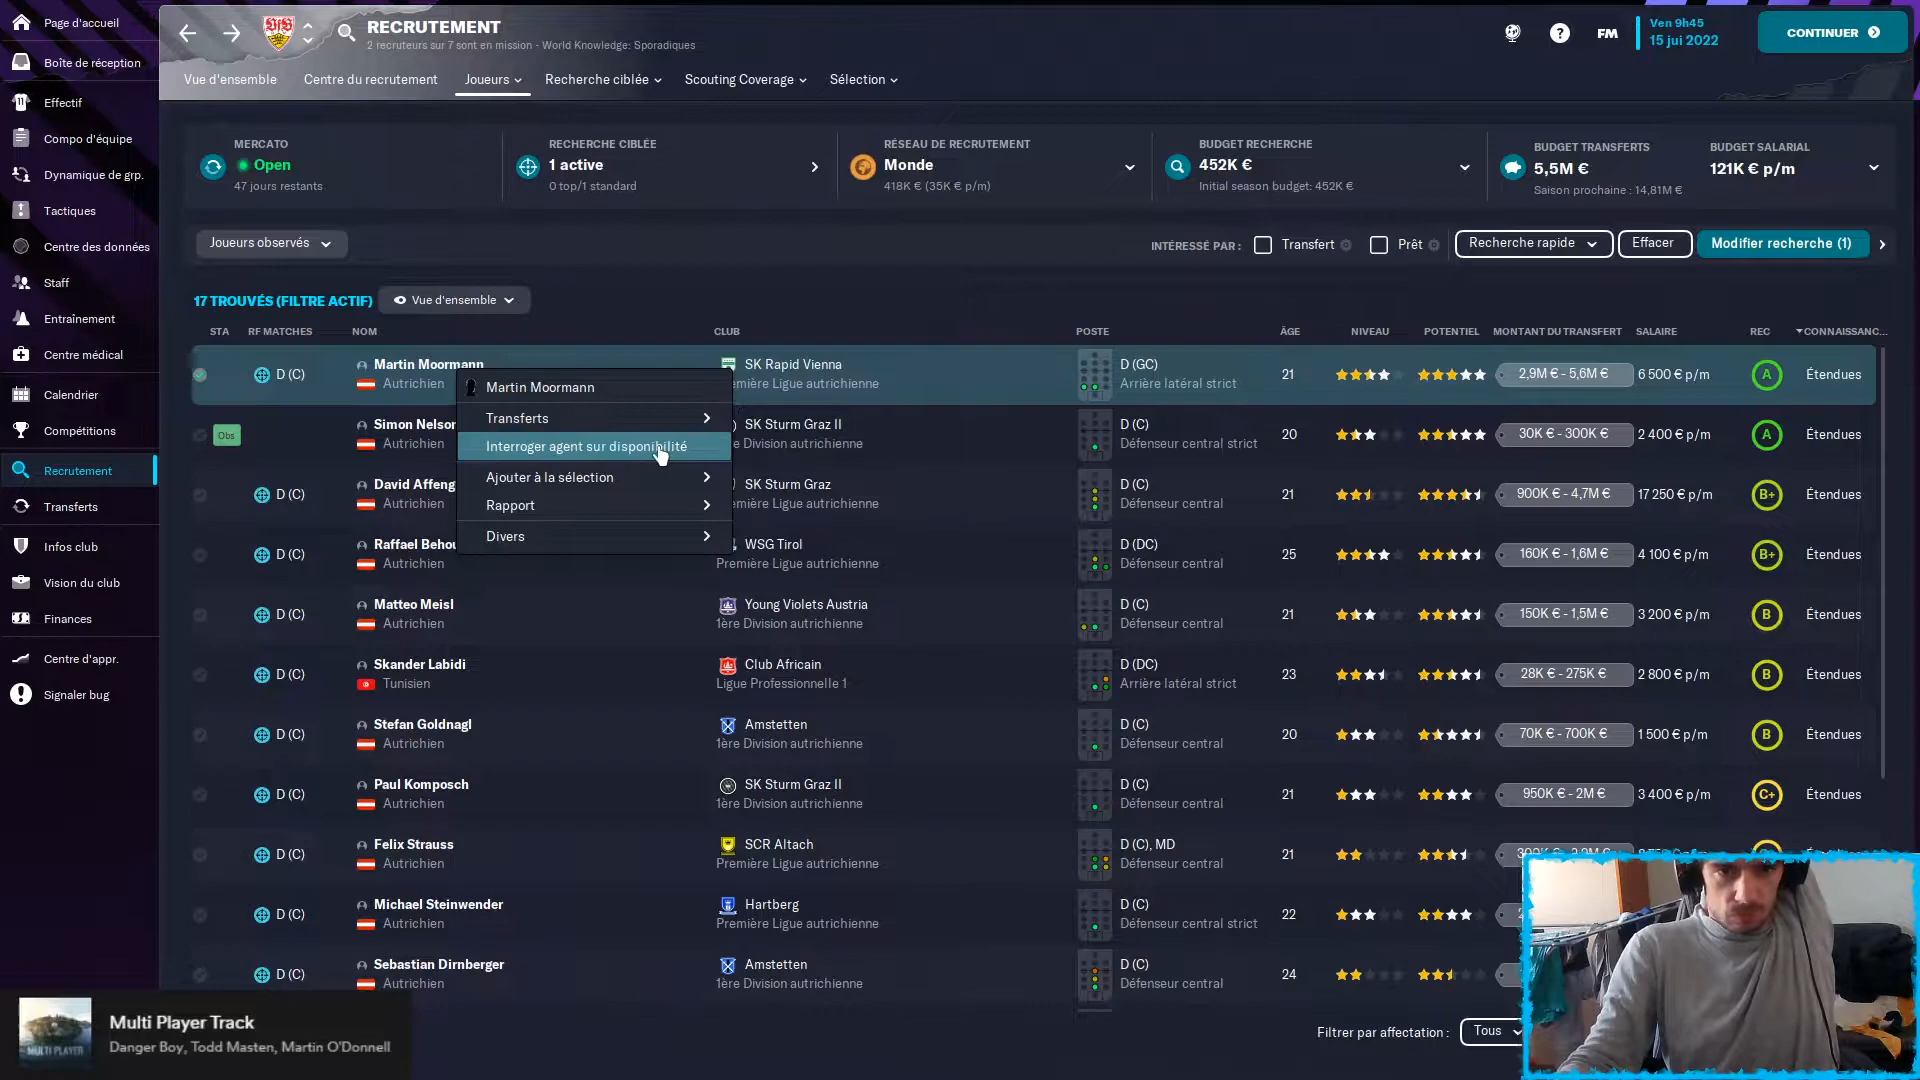 Page d'accueil
Boîte de réception
Effectif
Compo d'équipe
Dynamique de grp.
Tactiques
Centre des données
Staff
Entraînement
Centre médical
Calendrier
Compétitions
Recrutement
Transferts
Infos club
Vision du club
Finances
Centre d'appr.
Signaler bug
RECRUTEMENT
2 recruteurs sur 7 sont en mission - World Knowledge: Sporadiques
FM
Ven 9h45
15 jui 2022
CONTINUER
Vue d'ensemble Centre du recrutement Joueurs Recherche ciblée Scouting Coverage Sélection
MERCATO
Open
47 jours restants
RECHERCHE CIBLÉE
1 active
0 top/1 standard
RÉSEAU DE RECRUTEMENT
Monde
418K € (35K € p/m)
BUDGET RECHERCHE
452K €
Initial season budget: 452K €
BUDGET TRANSFERTS
5,5M €
Saison prochaine : 14,81M €
BUDGET SALARIAL
121K € p/m
Joueurs observés
INTÉRESSÉ PAR : Transfert Prêt Recherche rapide Effacer Modifier recherche (1)
17 TROUVÉS (FILTRE ACTIF) Vue d'ensemble
STA RF MATCHES NOM CLUB POSTE ÂGE NIVEAU POTENTIEL MONTANT DU TRANSFERT SALAIRE REC CONNAISSANC...
D (C) Martin Moormann SK Rapid Vienna D (GC) 21 2,9M € - 5,6M € 6 500 € p/m A Étendues
Autrichien emière Ligue autrichienne Arrière latéral strict
Martin Moormann
Transferts
Interroger agent sur disponibilité
Ajouter à la sélection
Rapport
Divers
Obs Simon Nelson SK Sturm Graz II D (C) 20 30K € - 300K € 2 400 € p/m A Étendues
Autrichien e Division autrichienne Défenseur central strict
D (C) David Affeng SK Sturm Graz D (C) 21 900K € - 4,7M € 17 250 € p/m B+ Étendues
Autrichien emière Ligue autrichienne Défenseur central
D (C) Raffael Behou WSG Tirol D (DC) 25 160K € - 1,6M € 4 100 € p/m B+ Étendues
Autrichien Première Ligue autrichienne Défenseur central
D (C) Matteo Meisl Young Violets Austria D (C) 21 150K € - 1,5M € 3 200 € p/m B Étendues
Autrichien 1ère Division autrichienne Défenseur central
D (C) Skander Labidi Club Africain D (DC) 23 28K € - 275K € 2 800 € p/m B Étendues
Tunisien Ligue Professionnelle 1 Arrière latéral strict
D (C) Stefan Goldnagl Amstetten D (C) 20 70K € - 700K € 1 500 € p/m B Étendues
Autrichien 1ère Division autrichienne Défenseur central
D (C) Paul Komposch SK Sturm Graz II D (C) 21 950K € - 2M € 3 400 € p/m C+ Étendues
Autrichien 1ère Division autrichienne Défenseur central
D (C) Felix Strauss SCR Altach D (C), MD 21
Autrichien Première Ligue autrichienne Défenseur central
D (C) Michael Steinwender Hartberg D (C) 22
Autrichien Première Ligue autrichienne Défenseur central strict
D (C) Sebastian Dirnberger Amstetten D (C) 24
Autrichien 1ère Division autrichienne Défenseur central
Filtrer par affectation : Tous
MULTI PLAYER
Multi Player Track
Danger Boy, Todd Masten, Martin O'Donnell